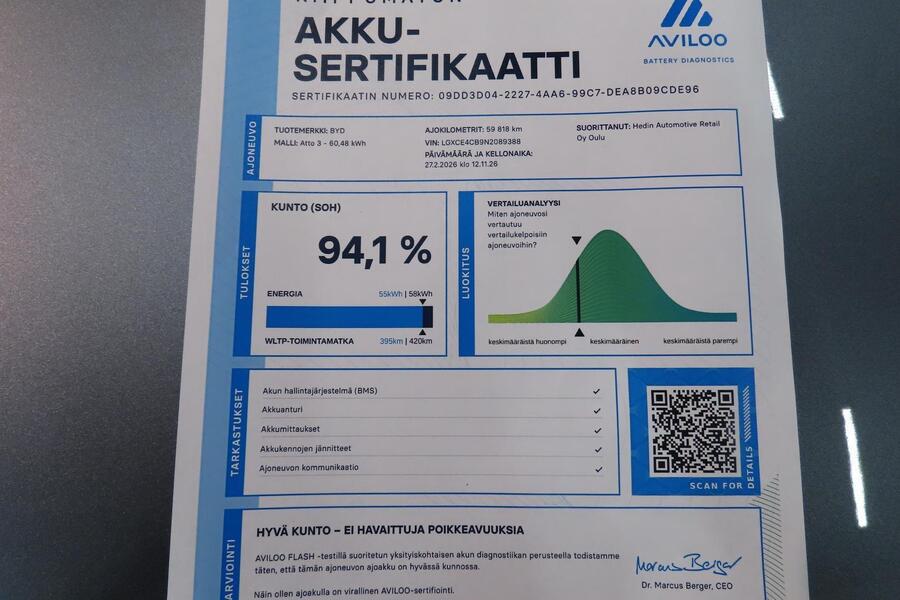 AKKU-
SERTIFIKAATTI
AVILOO
BATTERY DIAGNOSTICS
SERTIFIKAATIN NUMERO: 09DD3D04-2227-4AA6-99C7-DEA8B09CDE96
AJONEUVO
TUOTEMERKKI: BYD
MALLI: Atto 3 - 60,48 kWh
AJOKILOMETRIT: 59 818 km
VIN: LGXCE4CB9N2089388
PÄIVÄMÄÄRÄ JA KELLONAIKA:
27.2.2026 klo 12.11.26
SUORITTANUT: Hedin Automotive Retail
Oy Oulu
TULOKSET
KUNTO (SOH)
94,1 %
ENERGIA 55kWh | 58kWh
WLTP-TOIMINTAMATKA 395km | 420km
LUOKITUS
VERTAILUANALYYSI
Miten ajoneuvosi
vertautuu
vertailukelpoisiin
ajoneuvoihin?
keskimääräistä huonompi keskimääräinen keskimääräistä parempi
TARKASTUKSET
Akun hallintajärjestelmä (BMS)
Akkuanturi
Akkumittaukset
Akkukennojen jännitteet
Ajoneuvon kommunikaatio
SCAN FOR DETAILS
ARVIOINTI
HYVÄ KUNTO – EI HAVAITTUJA POIKKEAVUUKSIA
AVILOO FLASH -testillä suoritetun yksityiskohtaisen akun diagnostiikan perusteella todistamme
täten, että tämän ajoneuvon ajoakku on hyvässä kunnossa.
Näin ollen ajoakulla on virallinen AVILOO-sertifiointi.
Marcus Berger
Dr. Marcus Berger, CEO